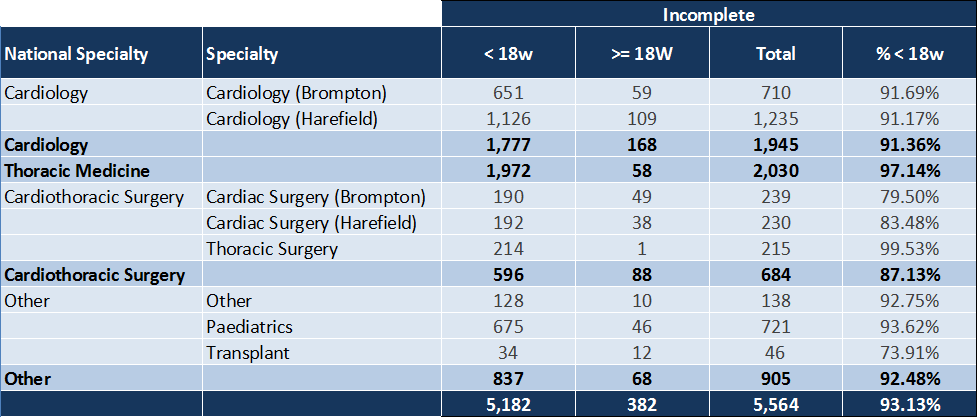 Incomplete
National Specialty Specialty < 18w >= 18W Total % < 18w
Cardiology Cardiology (Brompton) 651 59 710 91.69%
Cardiology (Harefield) 1,126 109 1,235 91.17%
Cardiology 1,777 168 1,945 91.36%
Thoracic Medicine 1,972 58 2,030 97.14%
Cardiothoracic Surgery Cardiac Surgery (Brompton) 190 49 239 79.50%
Cardiac Surgery (Harefield) 192 38 230 83.48%
Thoracic Surgery 214 1 215 99.53%
Cardiothoracic Surgery 596 88 684 87.13%
Other Other 128 10 138 92.75%
Paediatrics 675 46 721 93.62%
Transplant 34 12 46 73.91%
Other 837 68 905 92.48%
5,182 382 5,564 93.13%